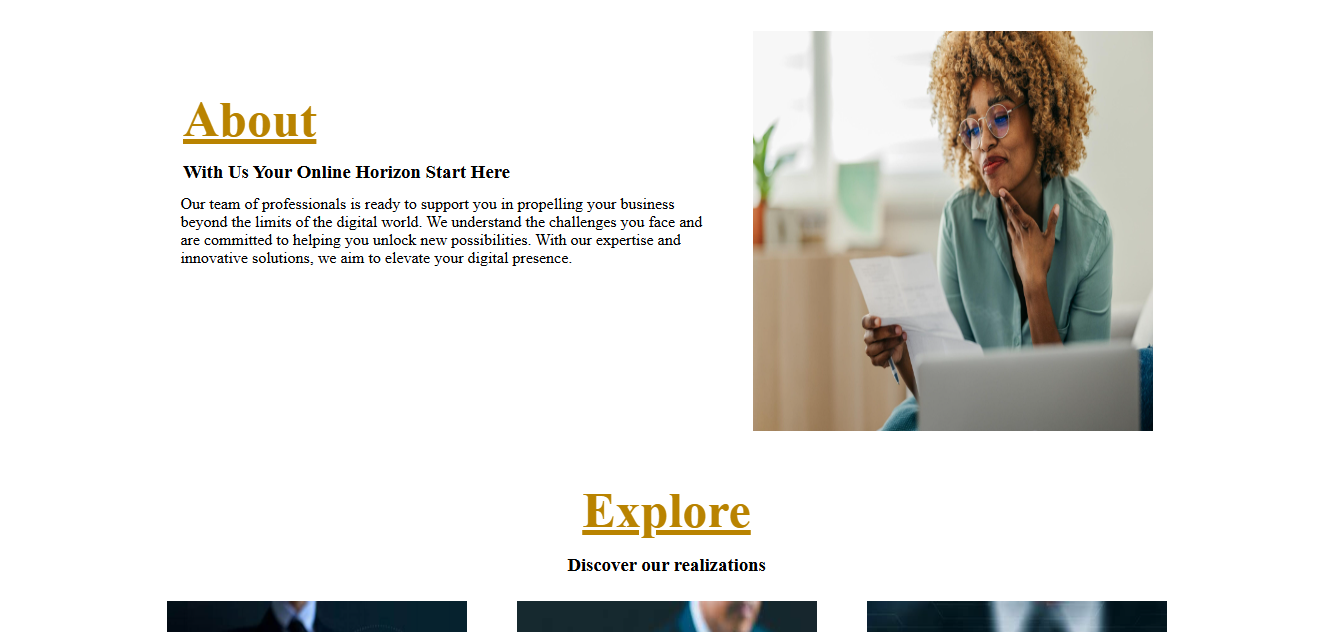 About
With Us Your Online Horizon Start Here
Our team of professionals is ready to support you in propelling your business
beyond the limits of the digital world. We understand the challenges you face and
are committed to helping you unlock new possibilities. With our expertise and
innovative solutions, we aim to elevate your digital presence.
Explore
Discover our realizations